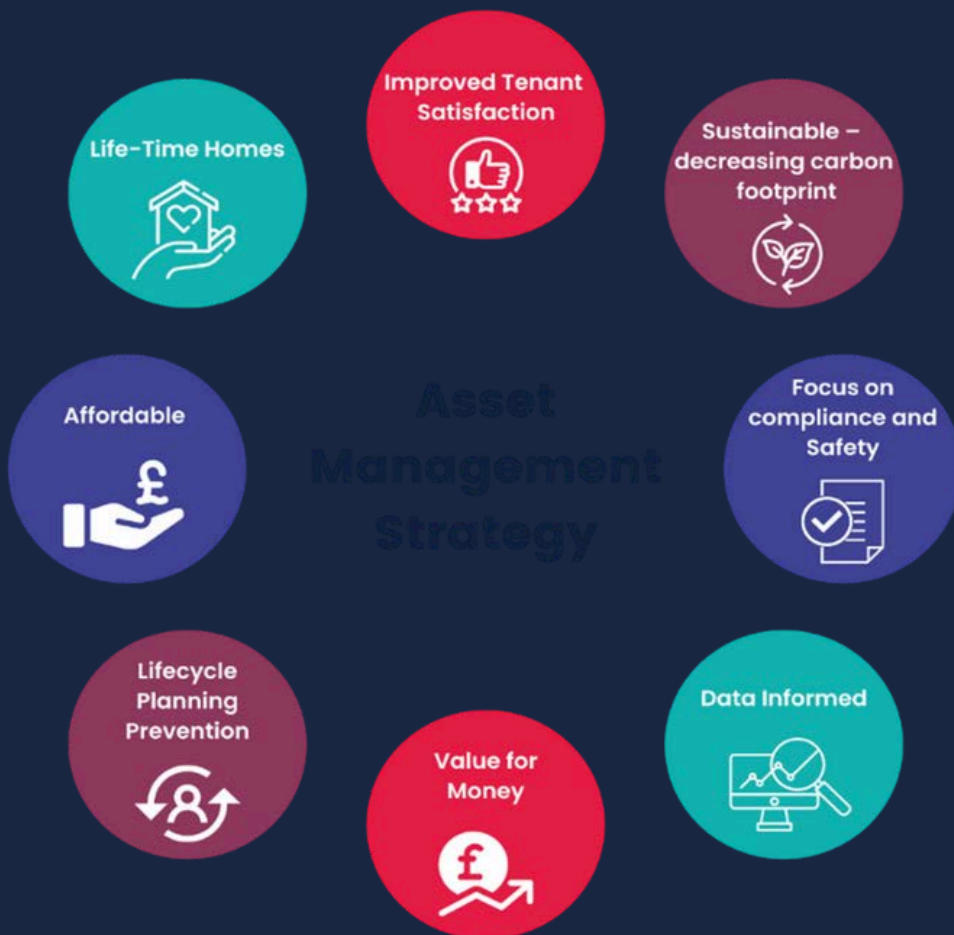 Improved Tenant
Satisfaction
Life-Time Homes
Sustainable –
decreasing carbon
footprint
Affordable
£
Asset
Management
Strategy
Focus on
compliance and
Safety
Lifecycle
Planning
Prevention
Value for
Money
£
Data Informed